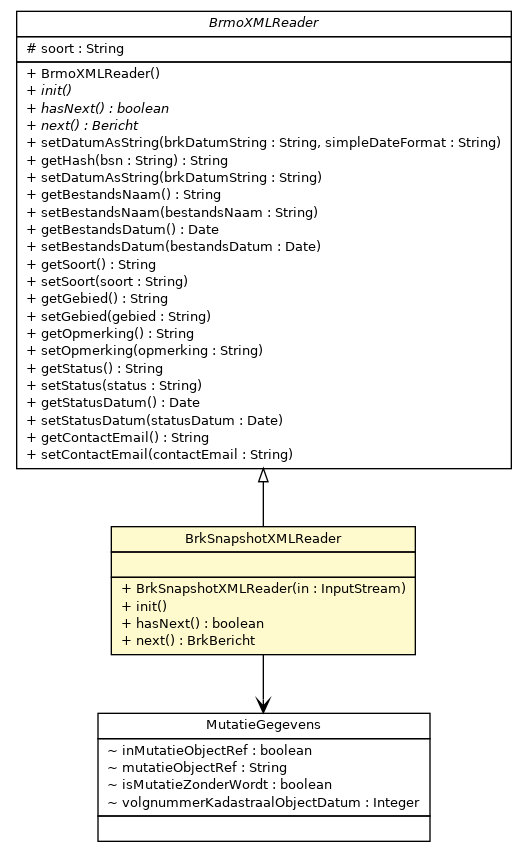 BrmoXMLReader
# soort : String
+ BrmoXMLReader()
+ init()
+ hasNext() : boolean
+ next() : Bericht
+ setDatumAsString(brkDatumString : String, simpleDateFormat : String)
+ getHash(bsn : String) : String
+ setDatumAsString(brkDatumString : String)
+ getBestandsNaam() : String
+ setBestandsNaam(bestandsNaam : String)
+ getBestandsDatum() : Date
+ setBestandsDatum(bestandsDatum : Date)
+ getSoort() : String
+ setSoort(soort : String)
+ getGebied() : String
+ setGebied(gebied : String)
+ getOpmerking() : String
+ setOpmerking(opmerking : String)
+ getStatus() : String
+ setStatus(status : String)
+ getStatusDatum() : Date
+ setStatusDatum(statusDatum : Date)
+ getContactEmail() : String
+ setContactEmail(contactEmail : String)
BrkSnapshotXMLReader
+ BrkSnapshotXMLReader(in : InputStream)
+ init()
+ hasNext() : boolean
+ next() : BrkBericht
MutatieGegevens
~ inMutatieObjectRef : boolean
~ mutatieObjectRef : String
~ isMutatieZonderWordt : boolean
~ volgnummerKadastraalObjectDatum : Integer